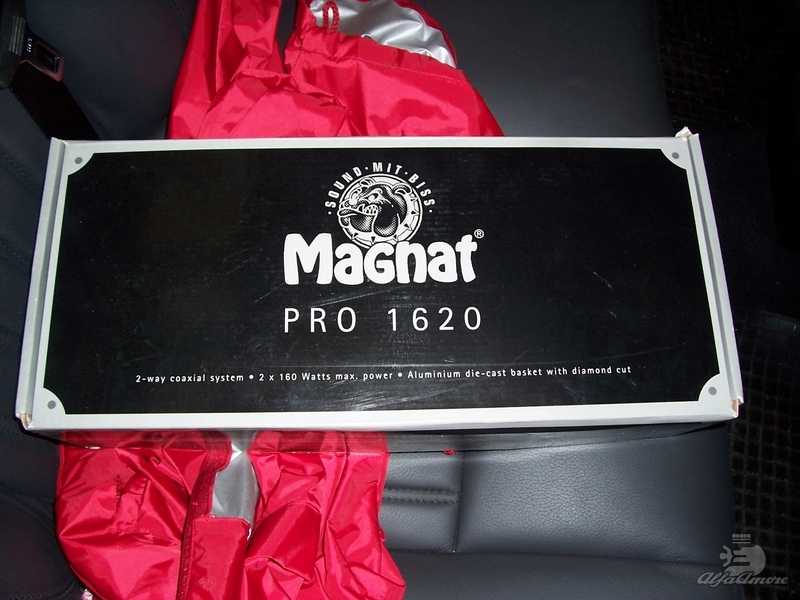 SOUND·MIT·BISS
Magnat®
PRO 1620
2-way coaxial system • 2 x 160 Watts max. power • Aluminium die-cast basket with diamond cut
AlfaAmore